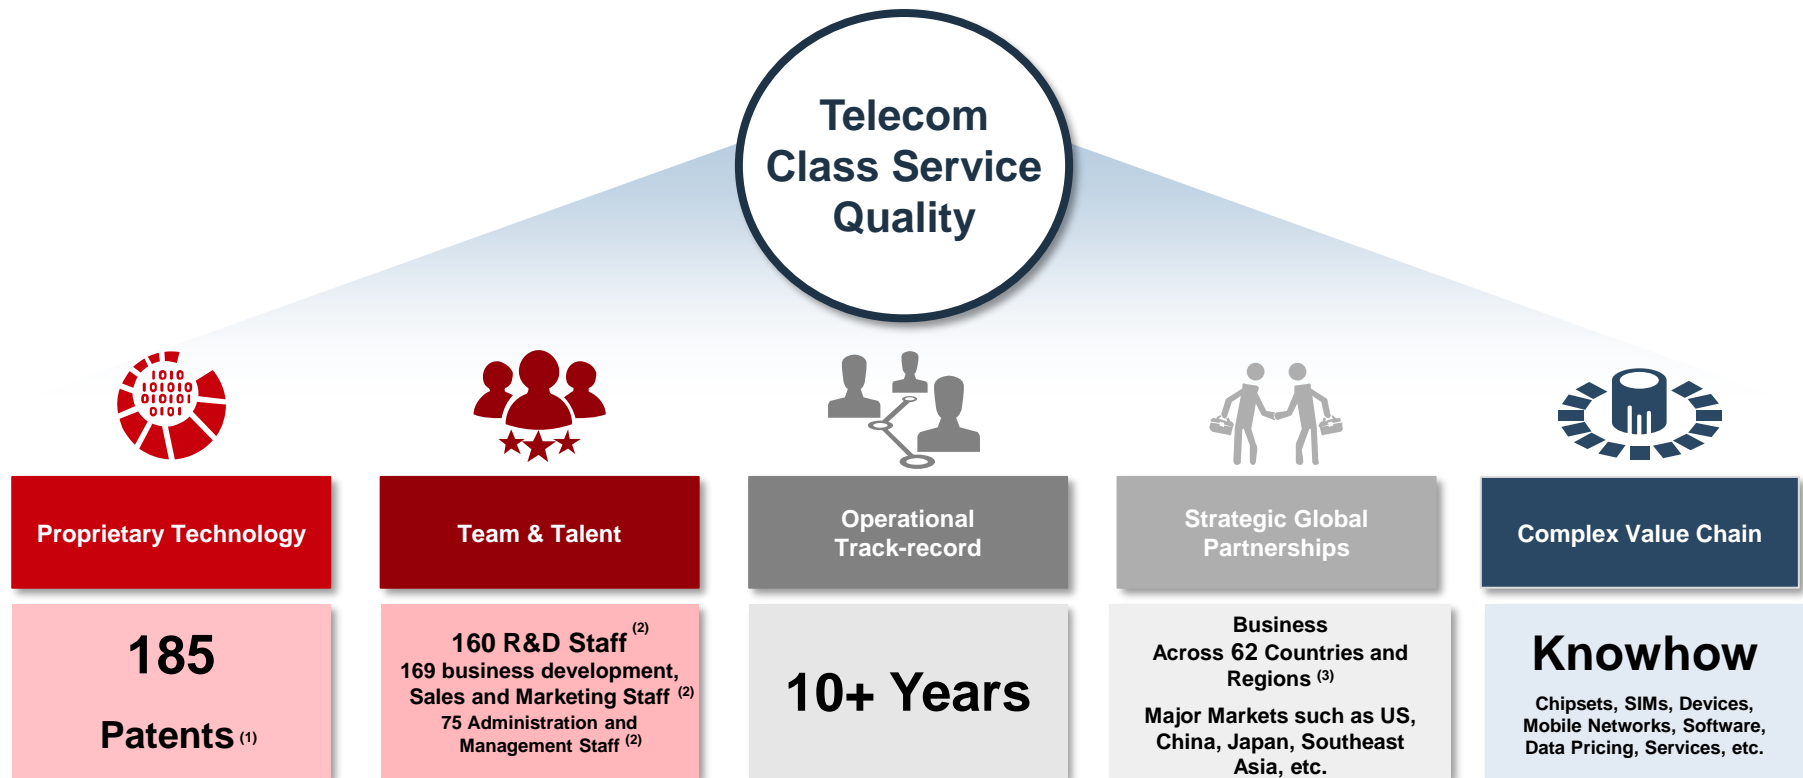 Telecom
Class Service
Quality
1010
101010
010101
0101
Proprietary Technology
Team & Talent
Operational
Track-record
Strategic Global
Partnerships
Complex Value Chain
185
Patents (1)
160 R&D Staff (2)
169 business development,
Sales and Marketing Staff (2)
75 Administration and
Management Staff (2)
10+ Years
Business
Across 62 Countries and
Regions (3)
Major Markets such as US,
China, Japan, Southeast
Asia, etc.
Knowhow
Chipsets, SIMs, Devices,
Mobile Networks, Software,
Data Pricing, Services, etc.